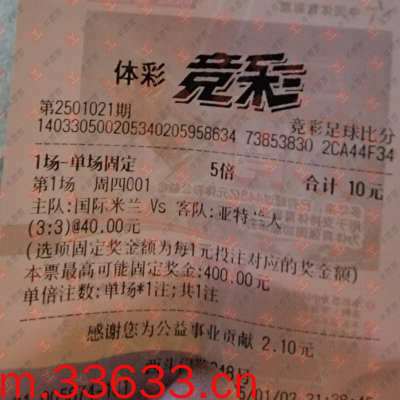 体彩 竞彩
第2501021期 竞彩足球比分
140330500205340205958634 73853830 2CA44F34
1场-单场固定 5倍 合计 10元
第1场 周四001
主队:国际米兰 Vs 客队:亚特兰大
(3:3)@40.00元
(选项固定奖金额为每1元投注对应的奖金额)
本票最高可能固定奖金:400.00元
单倍注数:单场*1注;共1注
感谢您为公益事业贡献 2.10元
m.33633.cn